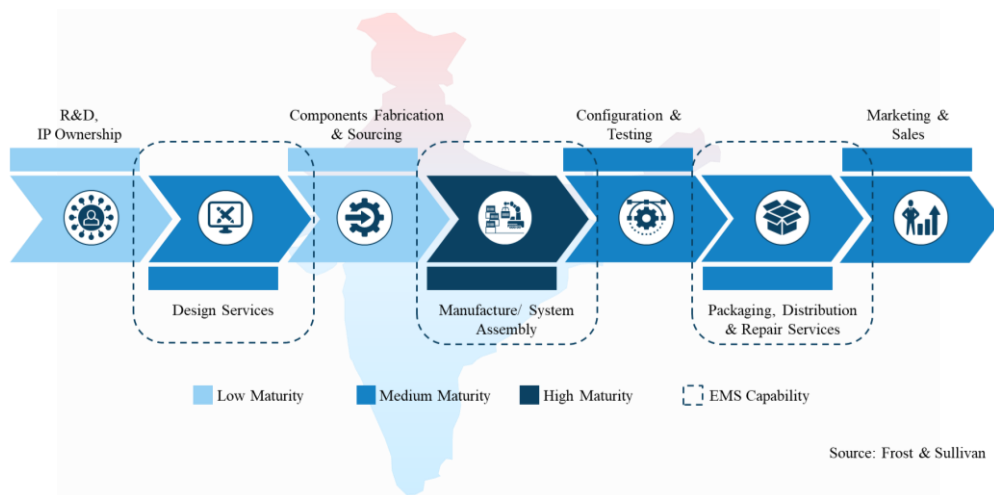 R&D,
IP Ownership
Components Fabrication
& Sourcing
Configuration &
Testing
Marketing &
Sales
Design Services
Manufacture/ System
Assembly
Packaging, Distribution
& Repair Services
Low Maturity
Medium Maturity
High Maturity
EMS Capability
Source: Frost & Sullivan